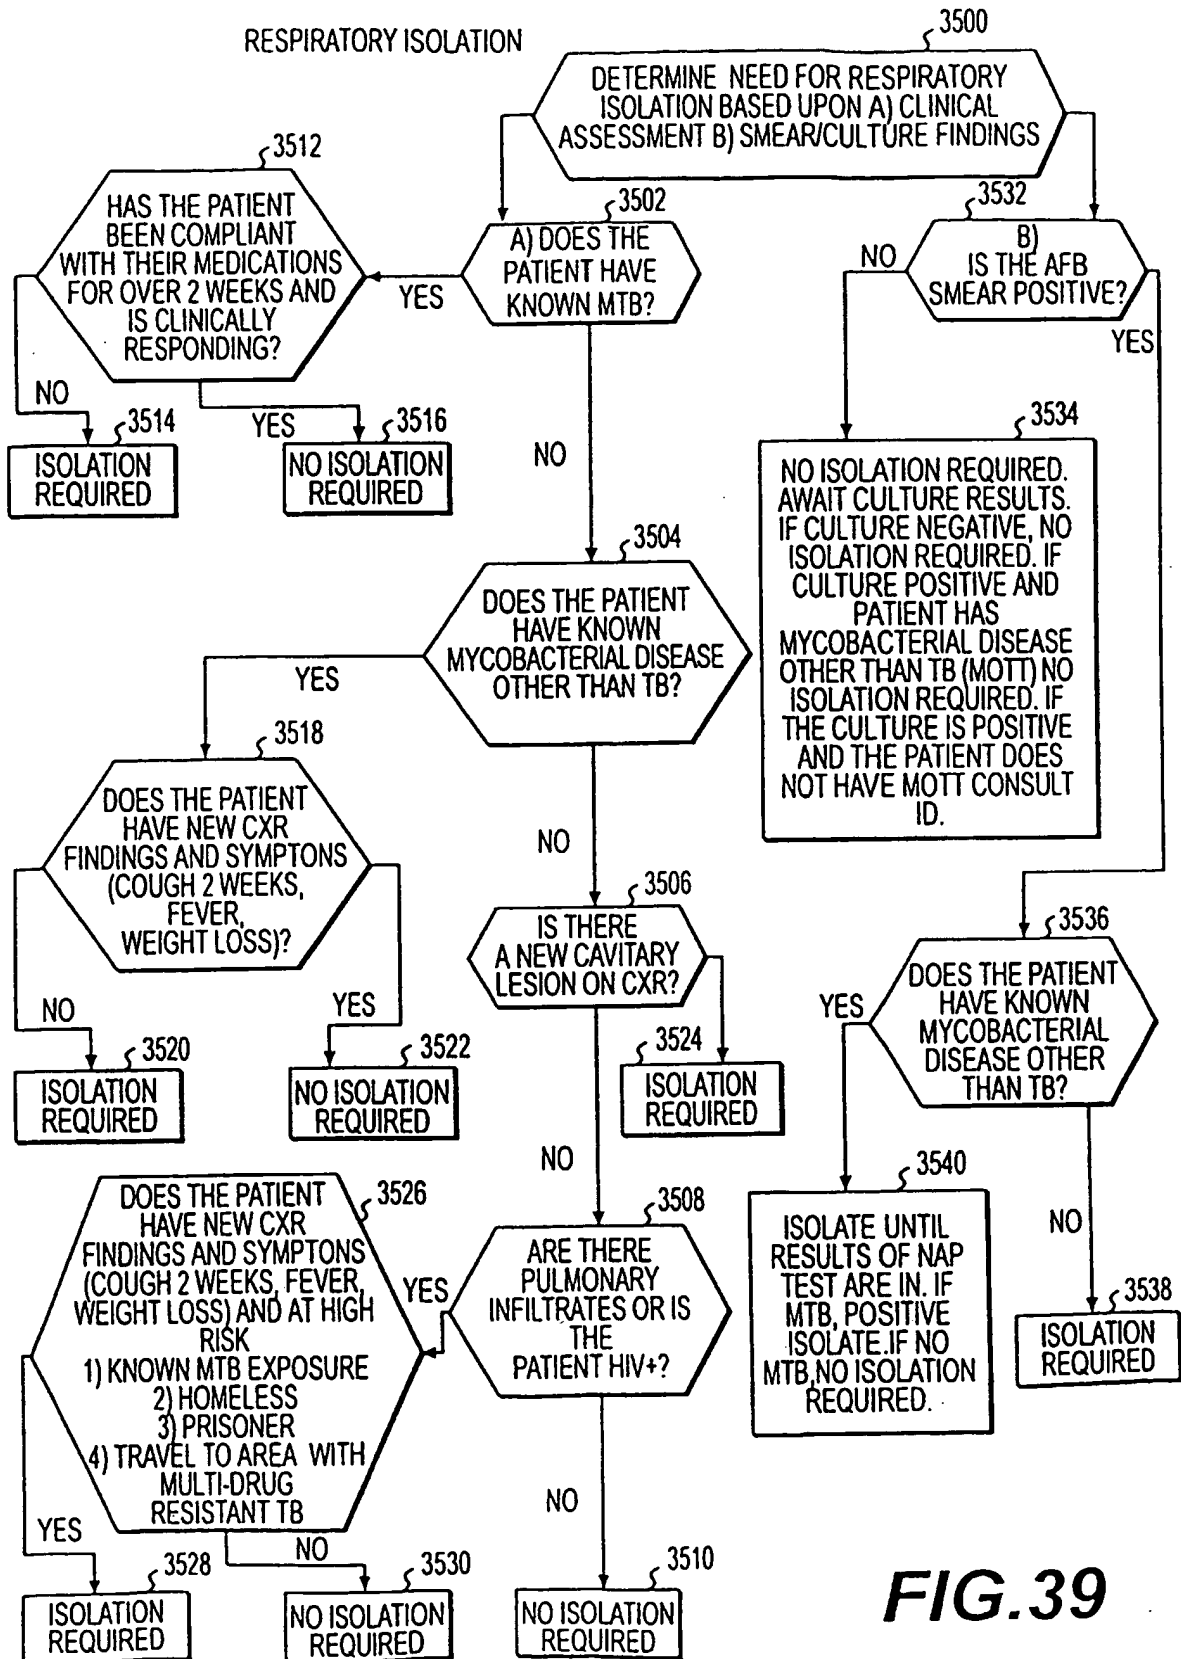 RESPIRATORY ISOLATION
3500
DETERMINE NEED FOR RESPIRATORY
ISOLATION BASED UPON A) CLINICAL
ASSESSMENT B) SMEAR/CULTURE FINDINGS
3512
HAS THE PATIENT
BEEN COMPLIANT
WITH THEIR MEDICATIONS
FOR OVER 2 WEEKS AND
IS CLINICALLY
RESPONDING?
3502
A) DOES THE
PATIENT HAVE
KNOWN MTB?
YES
3532
B)
IS THE AFB
SMEAR POSITIVE?
NO
YES
NO
3514
ISOLATION
REQUIRED
YES
3516
NO ISOLATION
REQUIRED
NO
3534
NO ISOLATION REQUIRED.
AWAIT CULTURE RESULTS.
IF CULTURE NEGATIVE, NO
ISOLATION REQUIRED. IF
CULTURE POSITIVE AND
PATIENT HAS
MYCOBACTERIAL DISEASE
OTHER THAN TB (MOTT) NO
ISOLATION REQUIRED. IF
THE CULTURE IS POSITIVE
AND THE PATIENT DOES
NOT HAVE MOTT CONSULT
ID.
3504
DOES THE PATIENT
HAVE KNOWN
MYCOBACTERIAL DISEASE
OTHER THAN TB?
YES
3518
DOES THE PATIENT
HAVE NEW CXR
FINDINGS AND SYMPTONS
(COUGH 2 WEEKS,
FEVER,
WEIGHT LOSS)?
NO
3506
IS THERE
A NEW CAVITARY
LESION ON CXR?
3536
DOES THE PATIENT
HAVE KNOWN
MYCOBACTERIAL
DISEASE OTHER
THAN TB?
YES
NO
3520
ISOLATION
REQUIRED
YES
3522
NO ISOLATION
REQUIRED
3524
ISOLATION
REQUIRED
NO
3526
DOES THE PATIENT
HAVE NEW CXR
FINDINGS AND SYMPTONS
(COUGH 2 WEEKS, FEVER,
WEIGHT LOSS) AND AT HIGH
RISK
1) KNOWN MTB EXPOSURE
2) HOMELESS
3) PRISONER
4) TRAVEL TO AREA WITH
MULTI-DRUG
RESISTANT TB
YES
3508
ARE THERE
PULMONARY
INFILTRATES OR IS
THE
PATIENT HIV+?
3540
ISOLATE UNTIL
RESULTS OF NAP
TEST ARE IN. IF
MTB, POSITIVE
ISOLATE.IF NO
MTB,NO ISOLATION
REQUIRED.
NO
3538
ISOLATION
REQUIRED
YES
3528
ISOLATION
REQUIRED
NO
3530
NO ISOLATION
REQUIRED
NO
3510
NO ISOLATION
REQUIRED
FIG.39